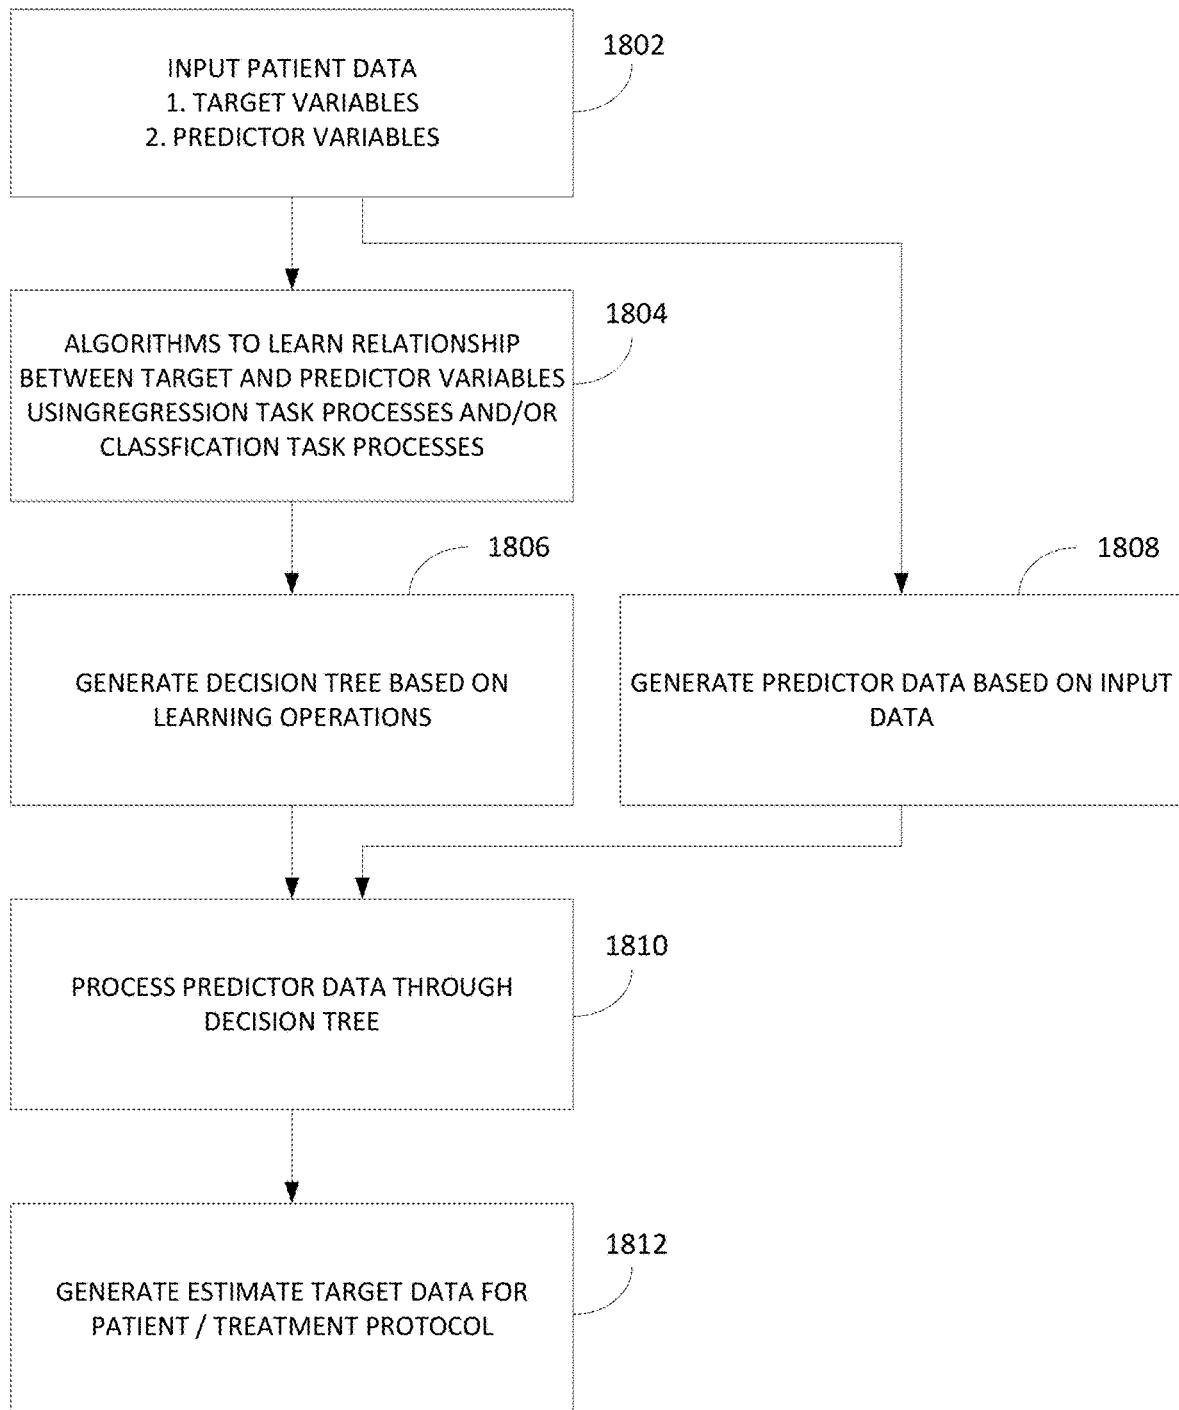 INPUT PATIENT DATA
1. TARGET VARIABLES
2. PREDICTOR VARIABLES
1802
ALGORITHMS TO LEARN RELATIONSHIP
BETWEEN TARGET AND PREDICTOR VARIABLES
USINGREGRESSION TASK PROCESSES AND/OR
CLASSFICATION TASK PROCESSES
1804
1806
GENERATE DECISION TREE BASED ON
LEARNING OPERATIONS
1808
GENERATE PREDICTOR DATA BASED ON INPUT
DATA
PROCESS PREDICTOR DATA THROUGH
DECISION TREE
1810
GENERATE ESTIMATE TARGET DATA FOR
PATIENT / TREATMENT PROTOCOL
1812